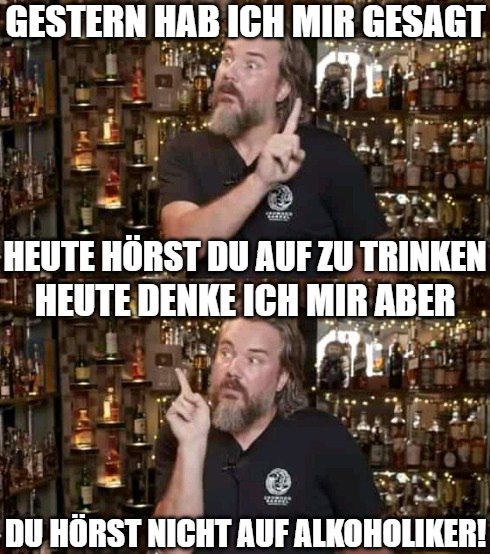 GESTERN HAB ICH MIR GESAGT
HEUTE HÖRST DU AUF ZU TRINKEN
HEUTE DENKE ICH MIR ABER
DU HÖRST NICHT AUF ALKOHOLIKER!